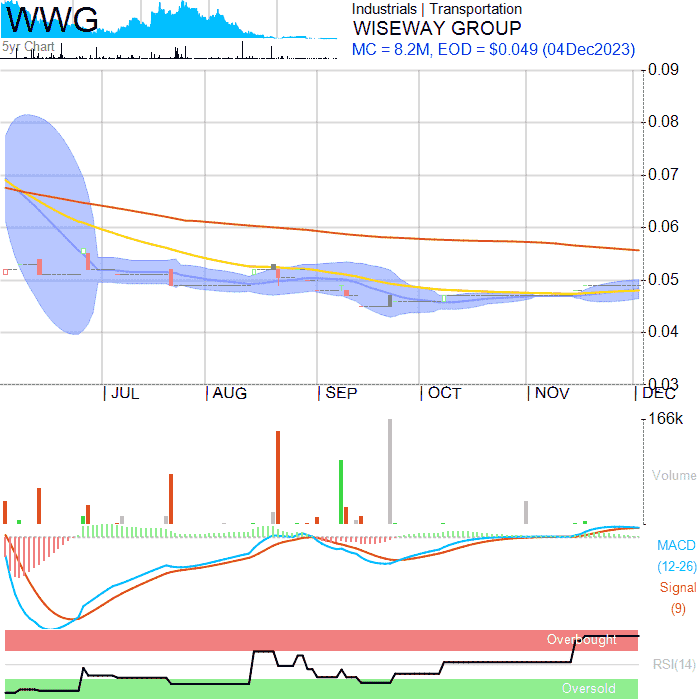 WWG
5yr Chart
Industrials | Transportation
WISEWAY GROUP
MC = 8.2M, EOD = $0.049 (04Dec2023)
0.09
0.08
0.07
0.06
0.05
0.04
0.03
JUL AUG SEP OCT NOV DEC
166k
Volume
MACD
(12-26)
Signal
(9)
Overbought
RSI(14)
Oversold